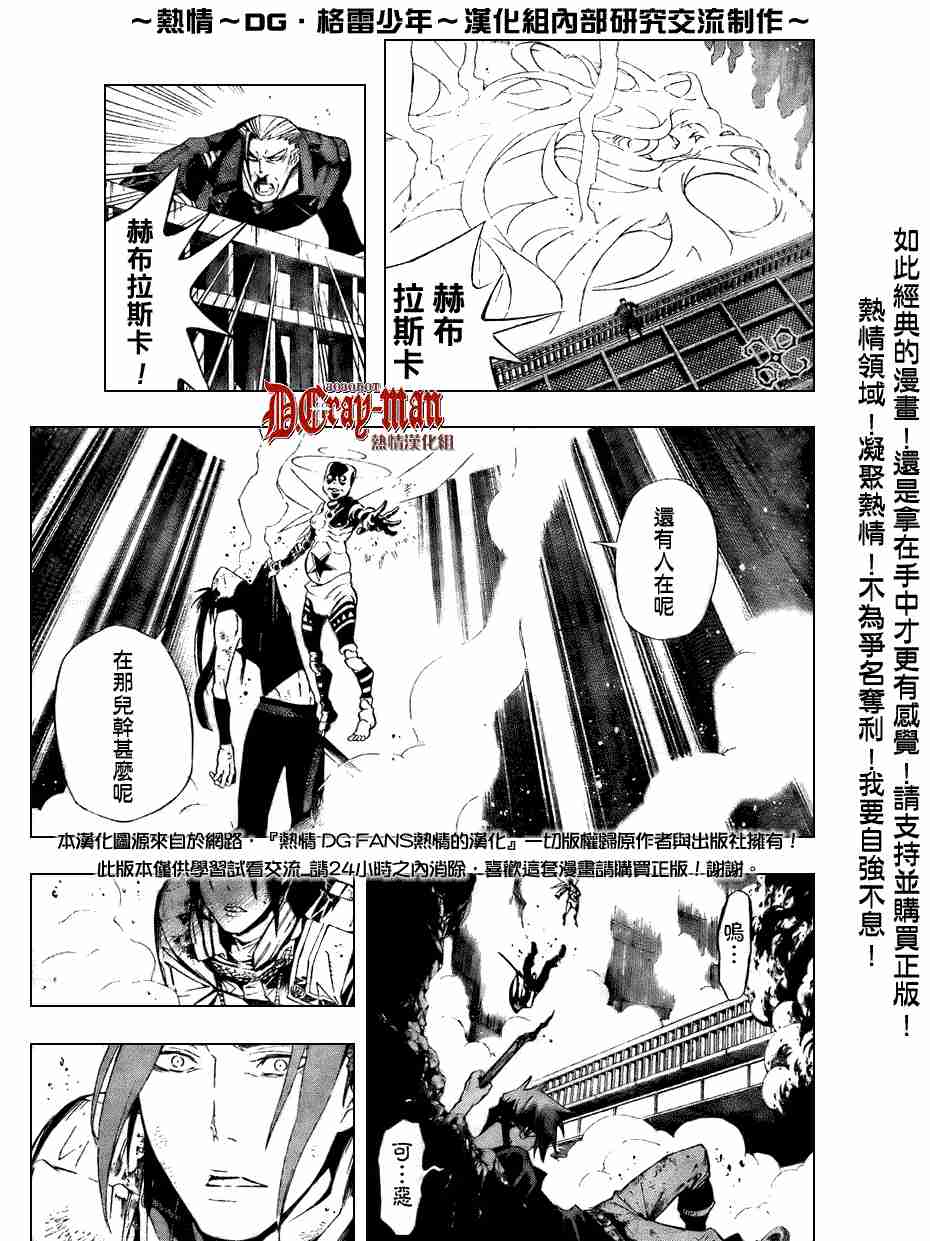 ～熱情～DG．格雷少年～漢化組內部研究交流制作～
赫布
拉斯卡
赫布拉斯卡！
ROBOBOT
D.Gray-man
熱情漢化組
還有人在呢
在那兒幹甚麼呢
本漢化圖源來自於網路．『熱情 DG FANS熱情的漢化』一切版權歸原作者與出版社擁有！
此版本僅供學習試看交流 請24小時之內消除．喜歡這套漫畫請購買正版！謝謝。
嗚…
可…惡
如此經典的漫畫！還是拿在手中才更有感覺！請支持並購買正版！
熱情領域！凝聚熱情！不為爭名奪利！我要自強不息！